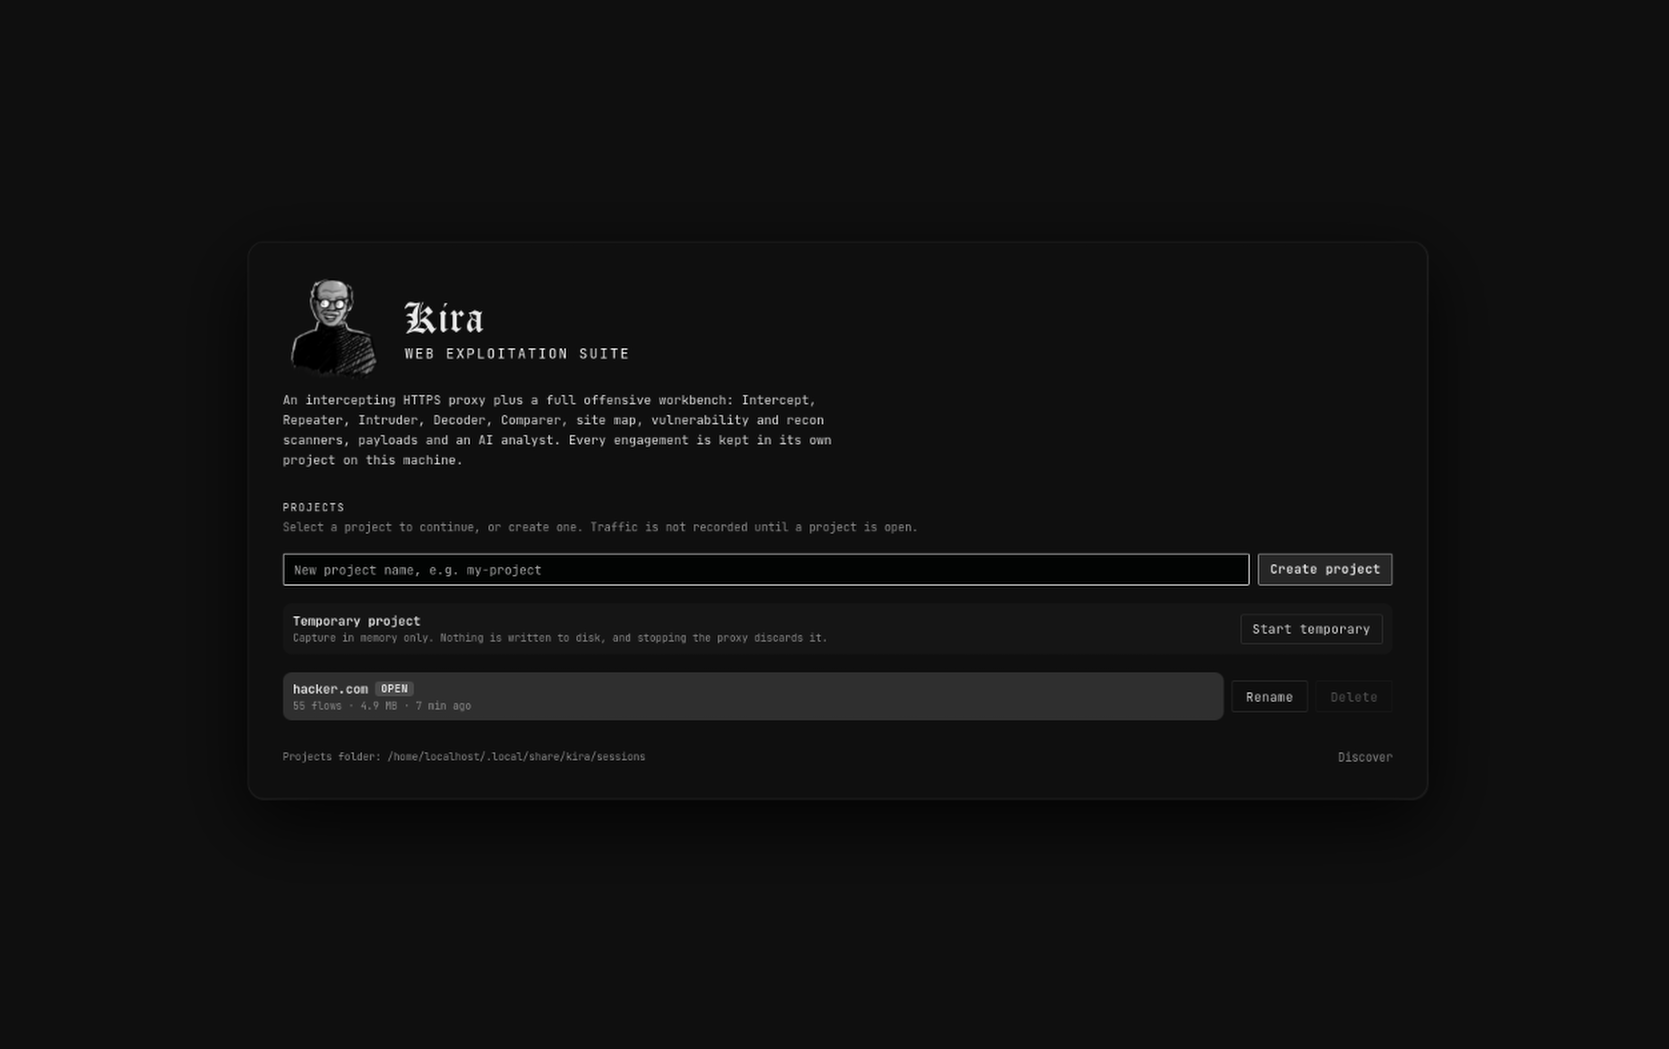 Kira
WEB EXPLOITATION SUITE
An intercepting HTTPS proxy plus a full offensive workbench: Intercept,
Repeater, Intruder, Decoder, Comparer, site map, vulnerability and recon
scanners, payloads and an AI analyst. Every engagement is kept in its own
project on this machine.
PROJECTS
Select a project to continue, or create one. Traffic is not recorded until a project is open.
New project name, e.g. my-project
Create project
Temporary project
Capture in memory only. Nothing is written to disk, and stopping the proxy discards it.
Start temporary
hacker.com OPEN
55 flows · 4.9 MB · 7 min ago
Rename
Delete
Projects folder: /home/localhost/.local/share/kira/sessions
Discover